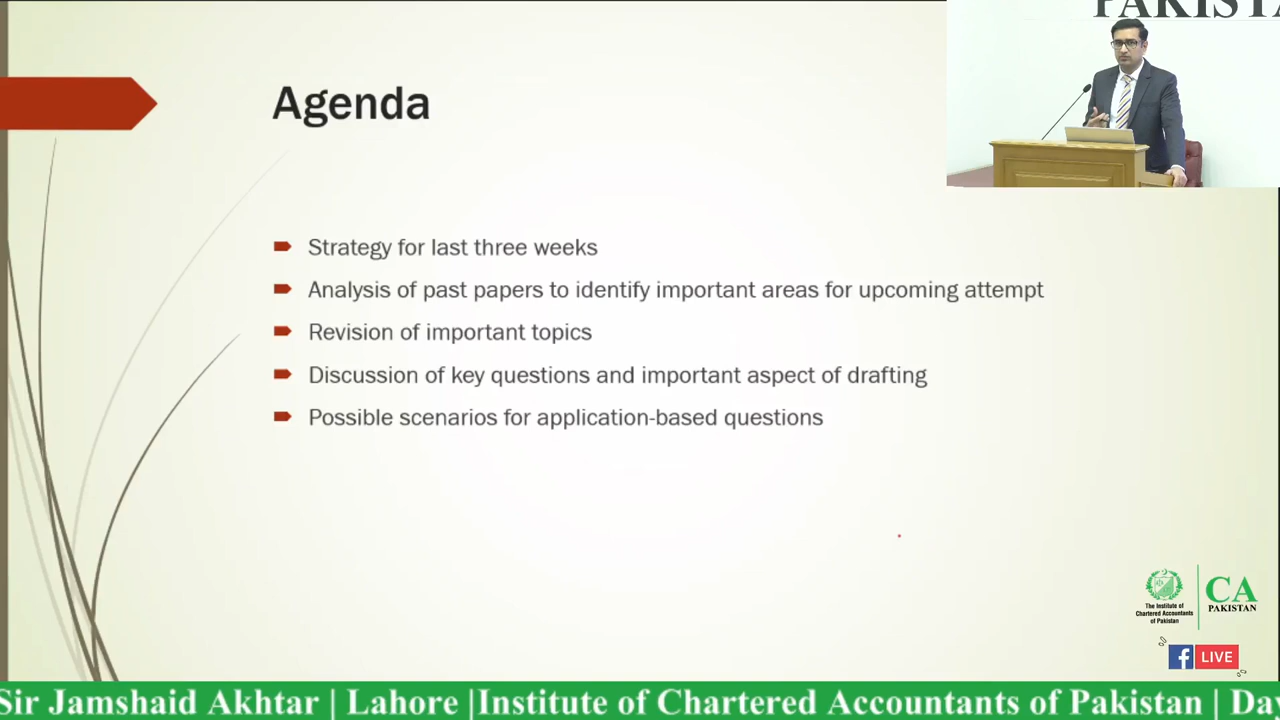 PAKISTA
Agenda
Strategy for last three weeks
Analysis of past papers to identify important areas for upcoming attempt
Revision of important topics
Discussion of key questions and important aspect of drafting
Possible scenarios for application-based questions
The Institute of
Chartered Accountants
of Pakistan
CA
PAKISTAN
f LIVE
Sir Jamshaid Akhtar | Lahore |Institute of Chartered Accountants of Pakistan | Da